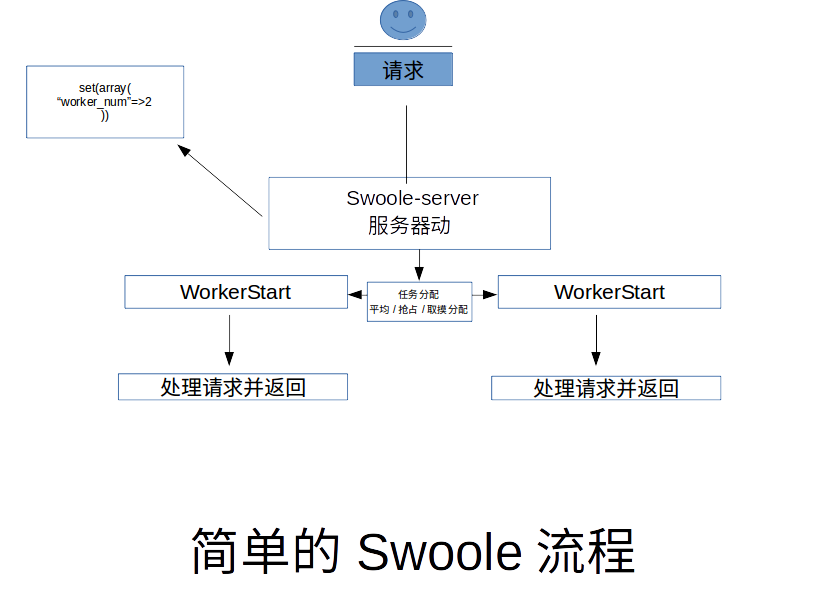 请求
set(array(
“worker_num”=>2
))
Swoole-server
服务器动
WorkerStart
任务分配
平均 / 抢占 / 取摸分配
WorkerStart
处理请求并返回
处理请求并返回
简单的 Swoole 流程